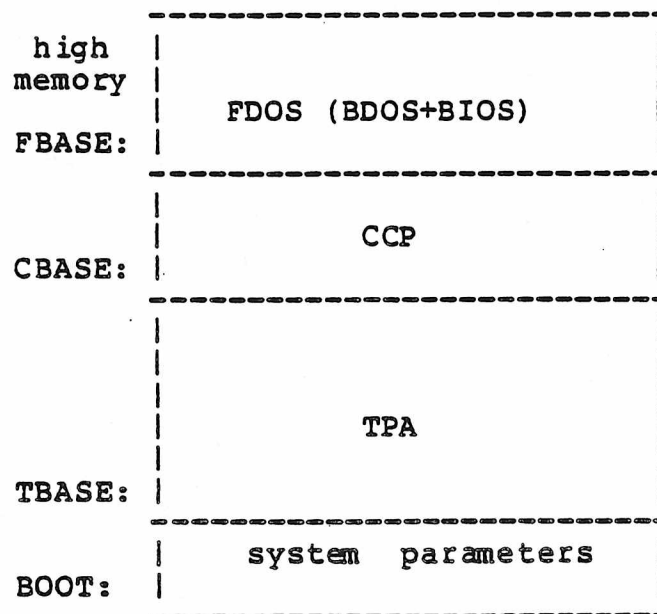 high
memory
FDOS (BDOS+BIOS)
FBASE:
CCP
CBASE:
TPA
TBASE:
system parameters
BOOT: